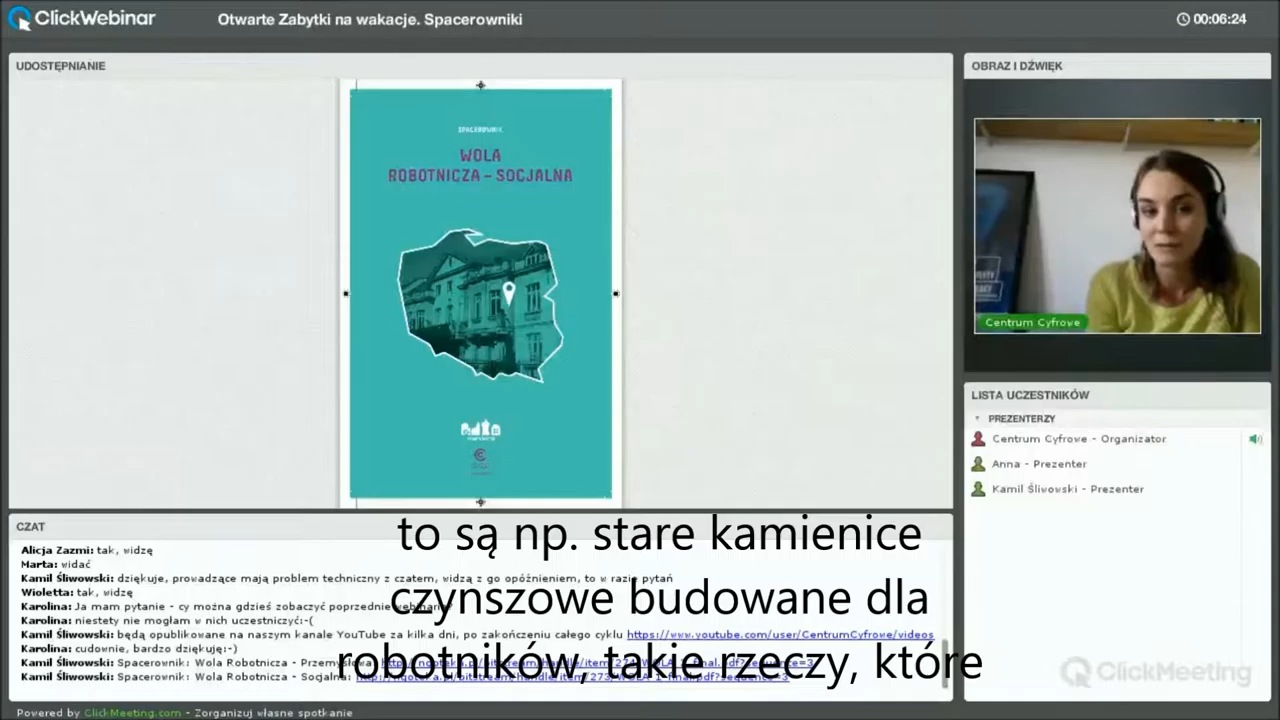 ClickWebinar
Otwarte Zabytki na wakacje. Spacerowniki
00:06:24
UDOSTĘPNIANIE
SPACEROWNIK
WOLA
ROBOTNICZA – SOCJALNA
OBRAZ I DŹWIĘK
Centrum Cyfrowe
LISTA UCZESTNIKÓW
PREZENTERZY
Centrum Cyfrowe - Organizator
Anna - Prezenter
Kamil Śliwowski - Prezenter
CZAT
Alicja Zazmi: tak, widzę
Marta: widać
Kamil Śliwowski: dziękuje, prowadzące mają problem techniczny z czatem, widzą z go opóźnieniem, to w razie pytań
Wioletta: tak, widzę
Karolina: Ja mam pytanie - cy można gdzieś zobaczyć poprzednie
Karolina: niestety nie mogłam w nich uczestniczyć:-(
Kamil Śliwowski: będą opublikowane na naszym kanale YouTube za kilka dni, po zakończeniu całego cyklu https://www.youtube.com/user/CentrumCyfrowe/videos
Karolina: cudownie, bardzo dziękuję:-)
Kamil Śliwowski: Spacerownik: Wola Robotnicza -
Kamil Śliwowski: Spacerownik: Wola Robotnicza -
to są np. stare kamienice
czynszowe budowane dla
robotników, takie rzeczy, które
ClickMeeting
Powered by ClickMeeting.com - Zorganizuj własne spotkanie